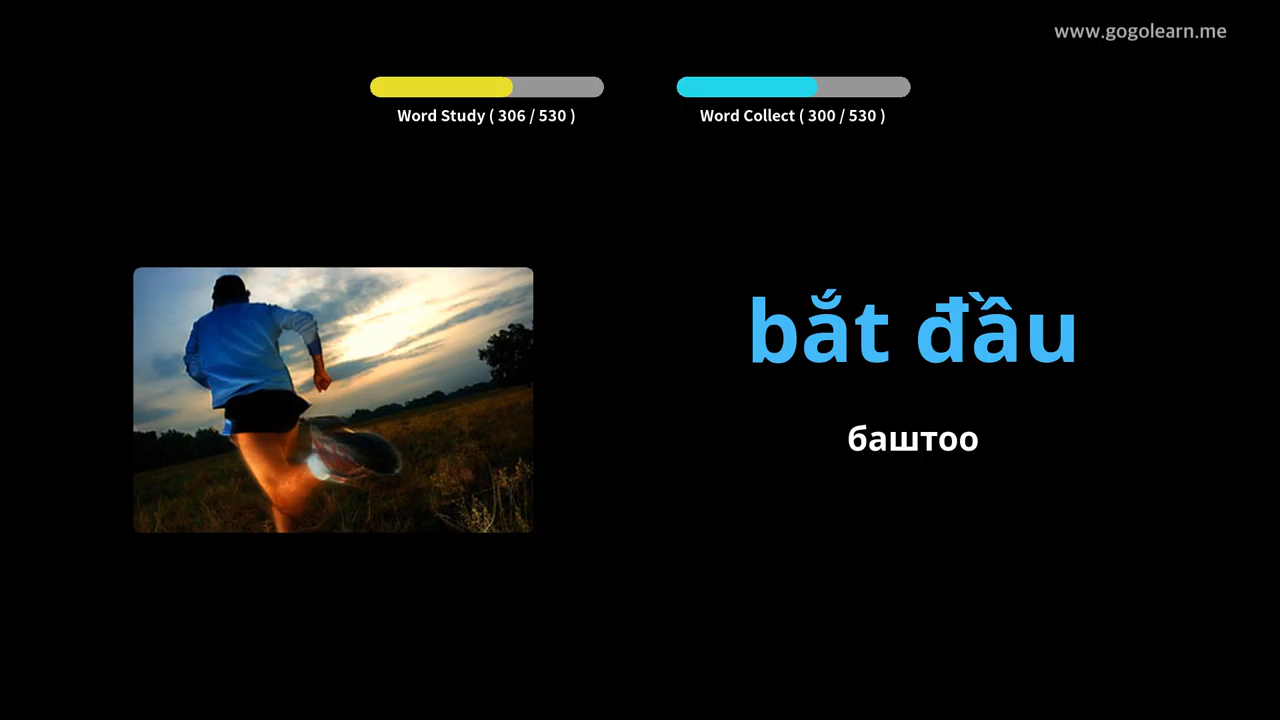 www.gogolearn.me
Word Study ( 306 / 530 )
Word Collect ( 300 / 530 )
bắt đầu
баштоо